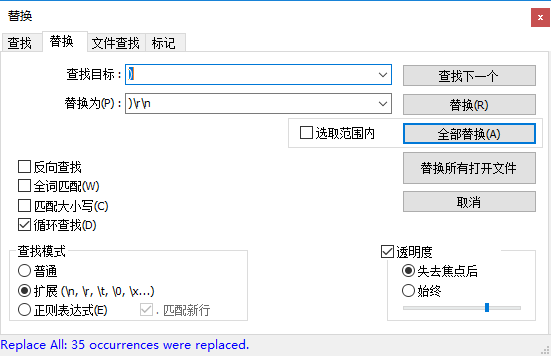 替换
x
查找 替换 文件查找 标记
查找目标： ) 查找下一个
替换为(P)： )\r\n 替换(R)
选取范围内 全部替换(A)
替换所有打开文件
反向查找
全词匹配(W)
匹配大小写(C) 取消
循环查找(D)
查找模式 透明度
普通 失去焦点后
扩展 (\n, \r, \t, \0, \x...) 始终
正则表达式(E) . 匹配新行
Replace All: 35 occurrences were replaced.